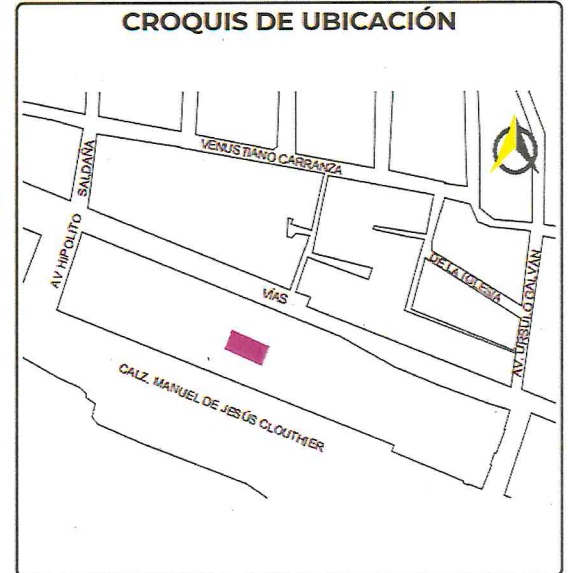 CROQUIS DE UBICACIÓN
VENUSTIANO CARRANZA
SALDAÑA
AV HIPOLITO
DE LA IGLESIA
AV. URSULO GALVÁN
VÍAS
CALZ. MANUEL DE JESÚS CLOUTHIER